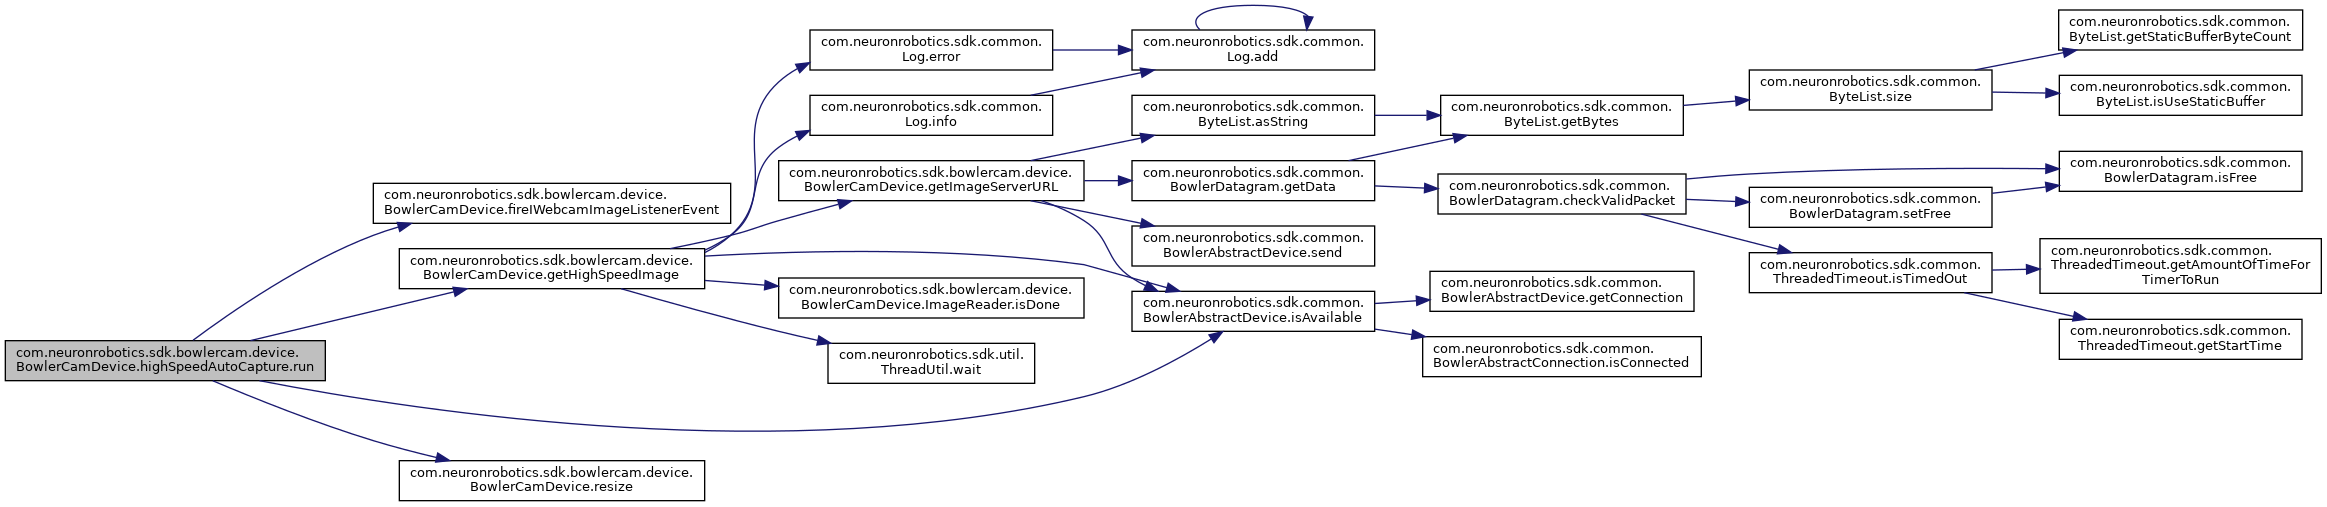 com.neuronrobotics.sdk.bowlercam.device.
BowlerCamDevice.highSpeedAutoCapture.run
com.neuronrobotics.sdk.bowlercam.device.
BowlerCamDevice.fireIWebcamImageListenerEvent
com.neuronrobotics.sdk.bowlercam.device.
BowlerCamDevice.getHighSpeedImage
com.neuronrobotics.sdk.bowlercam.device.
BowlerCamDevice.resize
com.neuronrobotics.sdk.common.
Log.error
com.neuronrobotics.sdk.common.
Log.info
com.neuronrobotics.sdk.bowlercam.device.
BowlerCamDevice.getImageServerURL
com.neuronrobotics.sdk.bowlercam.device.
BowlerCamDevice.ImageReader.isDone
com.neuronrobotics.sdk.util.
ThreadUtil.wait
com.neuronrobotics.sdk.common.
Log.add
com.neuronrobotics.sdk.common.
ByteList.asString
com.neuronrobotics.sdk.common.
BowlerDatagram.getData
com.neuronrobotics.sdk.common.
BowlerAbstractDevice.send
com.neuronrobotics.sdk.common.
BowlerAbstractDevice.isAvailable
com.neuronrobotics.sdk.common.
ByteList.getBytes
com.neuronrobotics.sdk.common.
BowlerDatagram.checkValidPacket
com.neuronrobotics.sdk.common.
BowlerAbstractDevice.getConnection
com.neuronrobotics.sdk.common.
BowlerAbstractConnection.isConnected
com.neuronrobotics.sdk.common.
ByteList.size
com.neuronrobotics.sdk.common.
BowlerDatagram.setFree
com.neuronrobotics.sdk.common.
ThreadedTimeout.isTimedOut
com.neuronrobotics.sdk.common.
ByteList.getStaticBufferByteCount
com.neuronrobotics.sdk.common.
ByteList.isUseStaticBuffer
com.neuronrobotics.sdk.common.
BowlerDatagram.isFree
com.neuronrobotics.sdk.common.
ThreadedTimeout.getAmountOfTimeFor
TimerToRun
com.neuronrobotics.sdk.common.
ThreadedTimeout.getStartTime